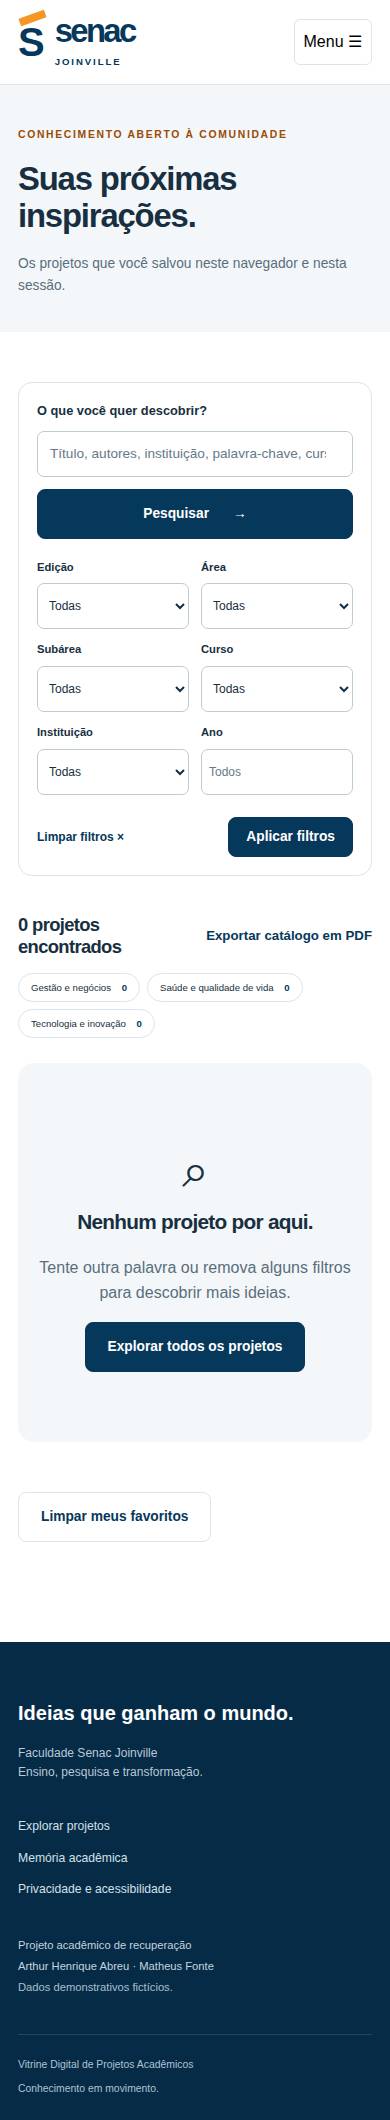 S senac
JOINVILLE
Menu ☰
CONHECIMENTO ABERTO À COMUNIDADE
Suas próximas
inspirações.
Os projetos que você salvou neste navegador e nesta
sessão.
O que você quer descobrir?
Título, autores, instituição, palavra-chave, cur
Pesquisar →
Edição
Área
Todas
Todas
Subárea
Curso
Todas
Todas
Instituição
Ano
Todas
Todos
Limpar filtros ×
Aplicar filtros
0 projetos
encontrados
Exportar catálogo em PDF
Gestão e negócios 0
Saúde e qualidade de vida 0
Tecnologia e inovação 0
Nenhum projeto por aqui.
Tente outra palavra ou remova alguns filtros
para descobrir mais ideias.
Explorar todos os projetos
Limpar meus favoritos
Ideias que ganham o mundo.
Faculdade Senac Joinville
Ensino, pesquisa e transformação.
Explorar projetos
Memória acadêmica
Privacidade e acessibilidade
Projeto acadêmico de recuperação
Arthur Henrique Abreu · Matheus Fonte
Dados demonstrativos fictícios.
Vitrine Digital de Projetos Acadêmicos
Conhecimento em movimento.